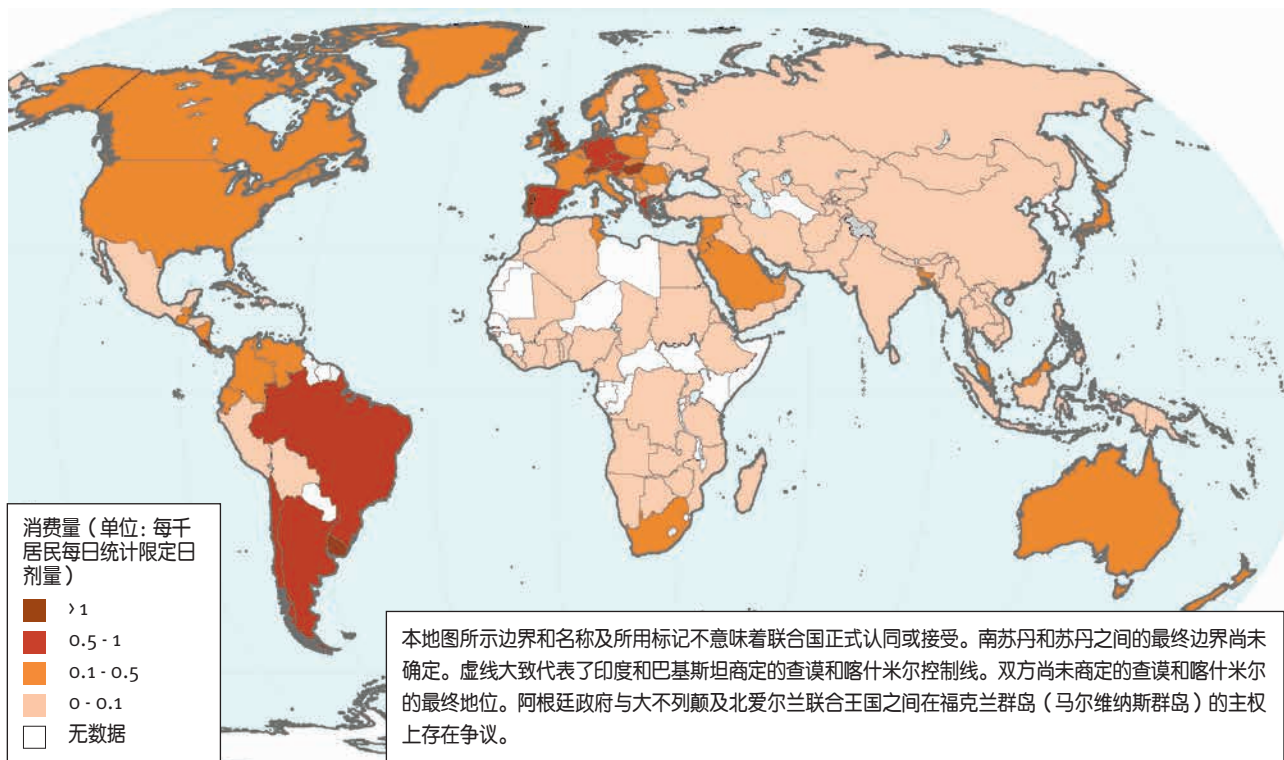 消费量（单位：每千
居民每日统计限定日
剂量）
>1
0.5 - 1
0.1 - 0.5
0 - 0.1
无数据
本地图所示边界和名称及所用标记不意味着联合国正式认同或接受。南苏丹和苏丹之间的最终边界尚未
确定。虚线大致代表了印度和巴基斯坦商定的查谟和喀什米尔控制线。双方尚未商定的查谟和喀什米尔
的最终地位。阿根廷政府与大不列颠及北爱尔兰联合王国之间在福克兰群岛（马尔维纳斯群岛）的主权
上存在争议。